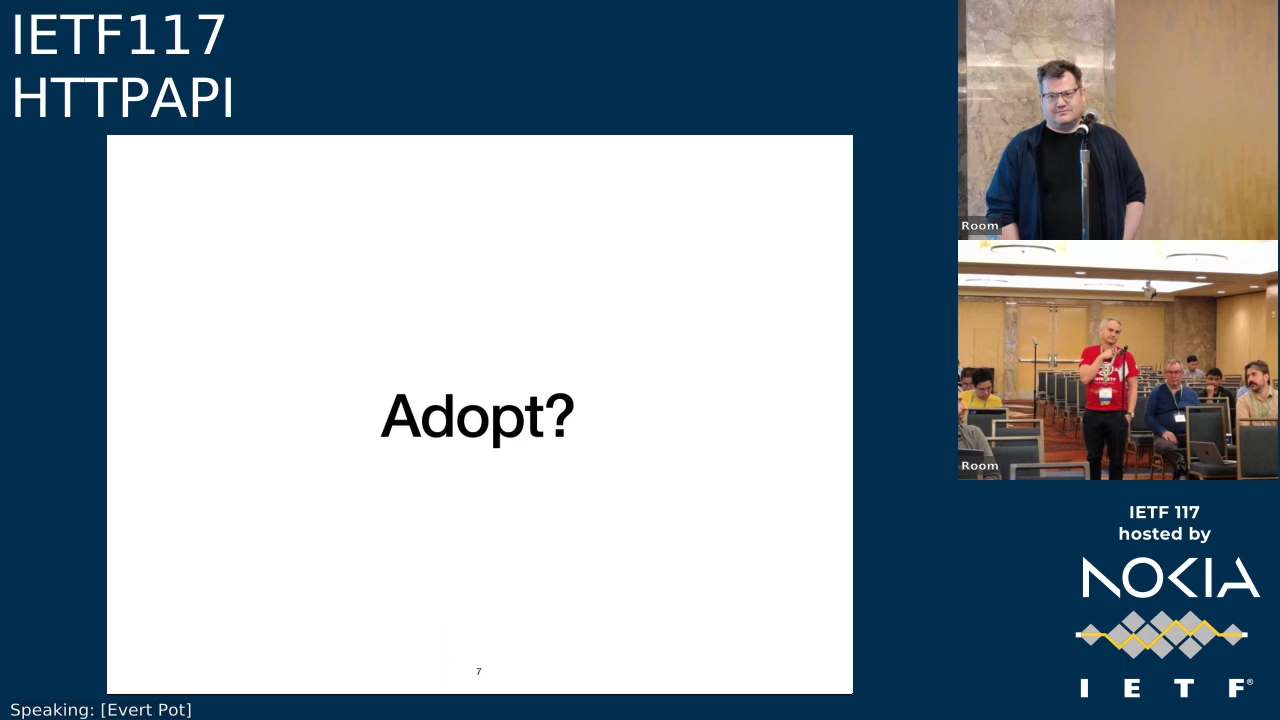 IETF117
HTTPAPI
Adopt?
7
Room
Room
IETF 117
hosted by
NOKIA
I E T F®
Speaking: [Evert Pot]